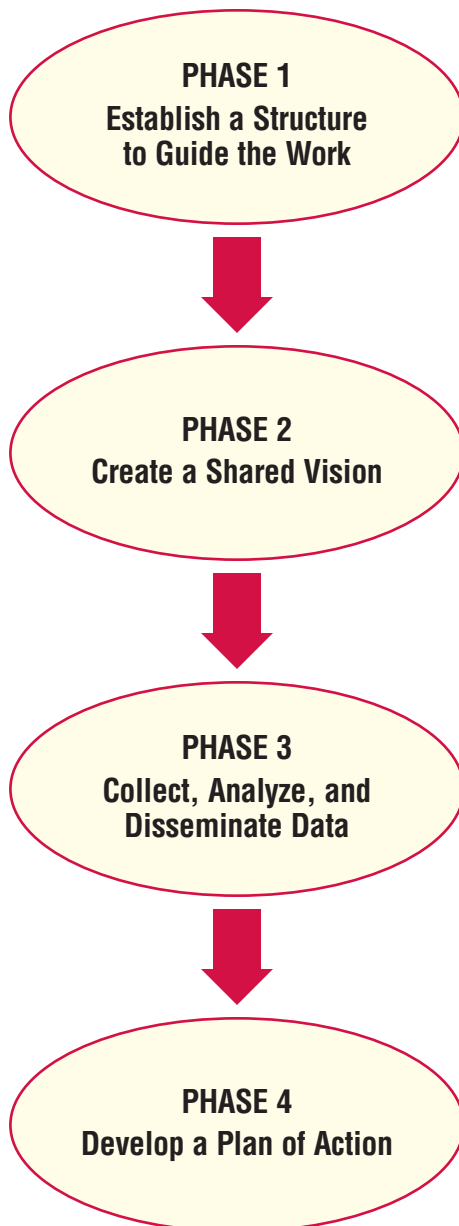 PHASE 1
Establish a Structure
to Guide the Work
PHASE 2
Create a Shared Vision
PHASE 3
Collect, Analyze, and
Disseminate Data
PHASE 4
Develop a Plan of Action